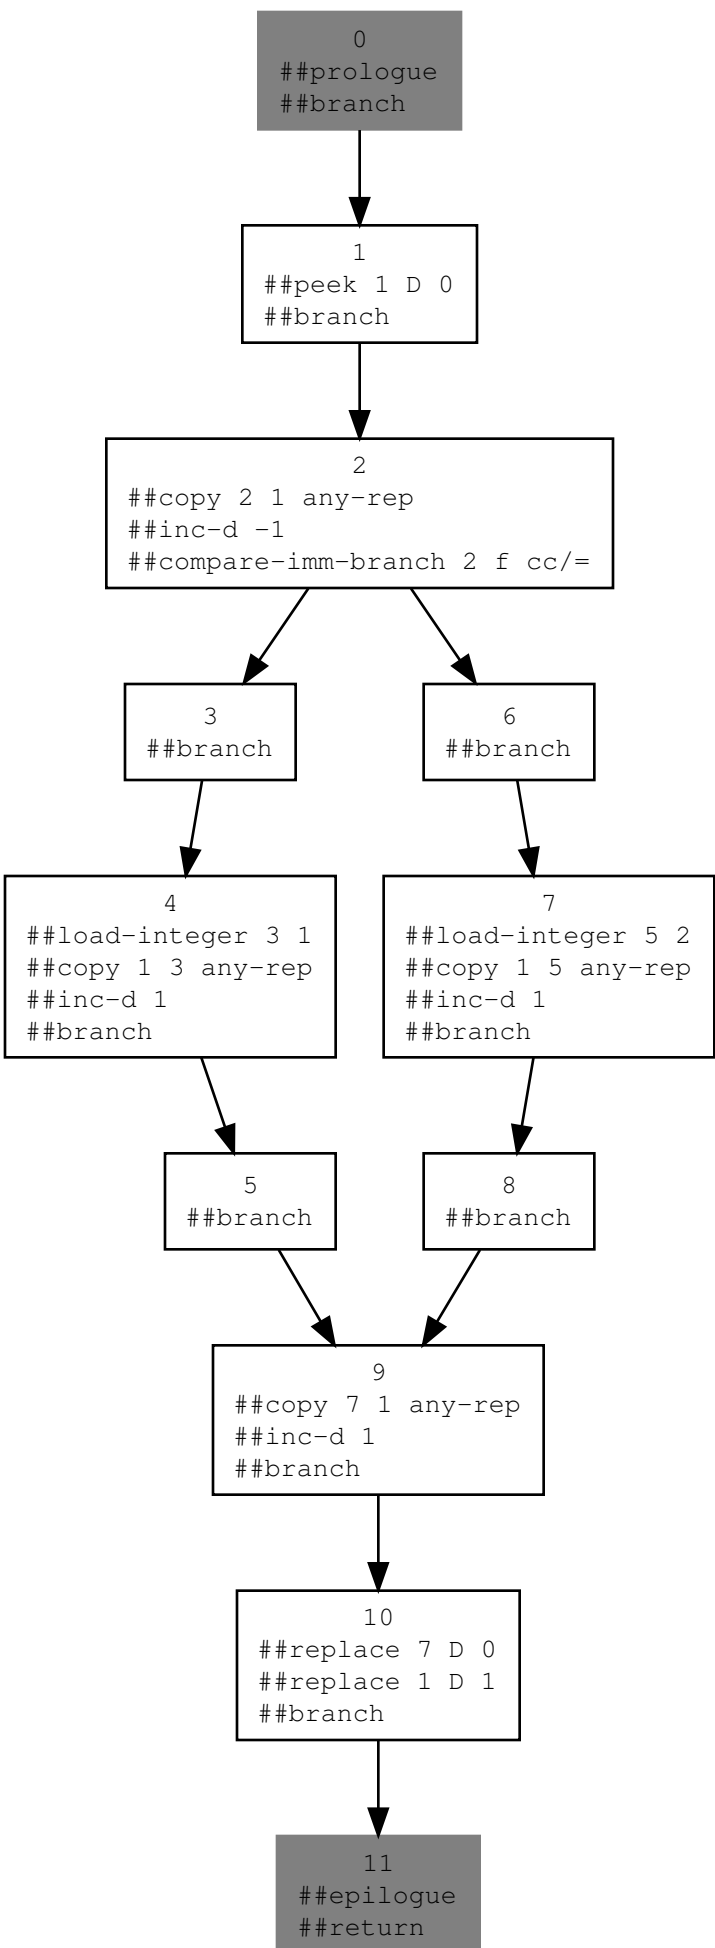 0
##prologue
##branch
1
##peek 1 D 0
##branch
2
##copy 2 1 any-rep
##inc-d -1
##compare-imm-branch 2 f cc/=
3
##branch
6
##branch
4
##load-integer 3 1
##copy 1 3 any-rep
##inc-d 1
##branch
7
##load-integer 5 2
##copy 1 5 any-rep
##inc-d 1
##branch
5
##branch
8
##branch
9
##copy 7 1 any-rep
##inc-d 1
##branch
10
##replace 7 D 0
##replace 1 D 1
##branch
11
##epilogue
##return